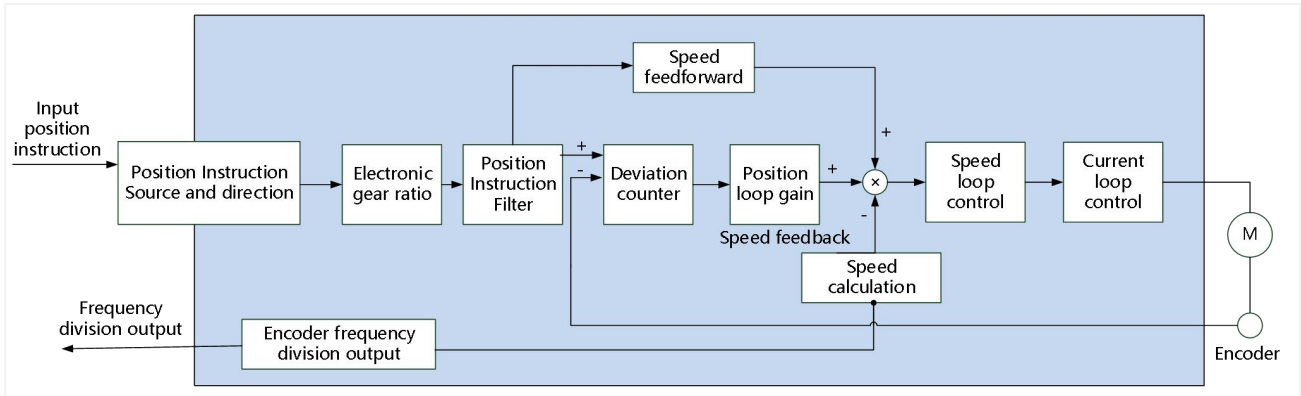 Speed
feedforward
Input
position
instruction
+
Position Instruction
Source and direction
Electronic
gear ratio
Position
Instruction
Filter
+
-
Deviation
counter
Position
loop gain
+
×
-
Speed
loop
control
Current
loop
control
M
Speed feedback
Speed
calculation
Frequency
division output
Encoder frequency
division output
Encoder